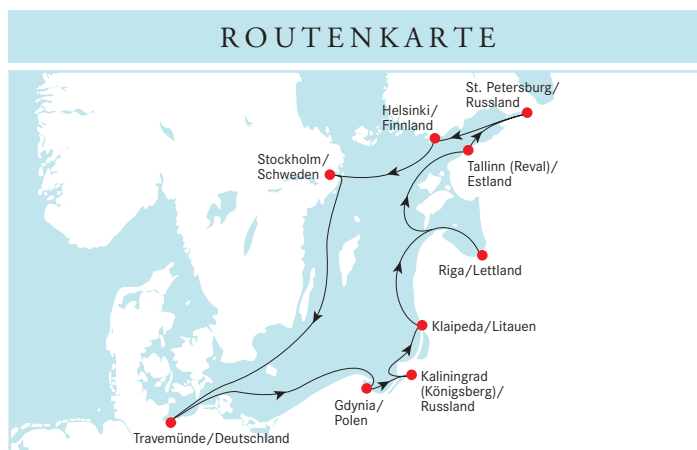 ROUTENKARTE
St. Petersburg/
Russland
Helsinki/
Finnland
Tallinn (Reval)/
Estland
Stockholm/
Schweden
Riga/Lettland
Klaipeda/Litauen
Kaliningrad
(Königsberg)/
Russland
Gdynia/
Polen
Travemünde/Deutschland